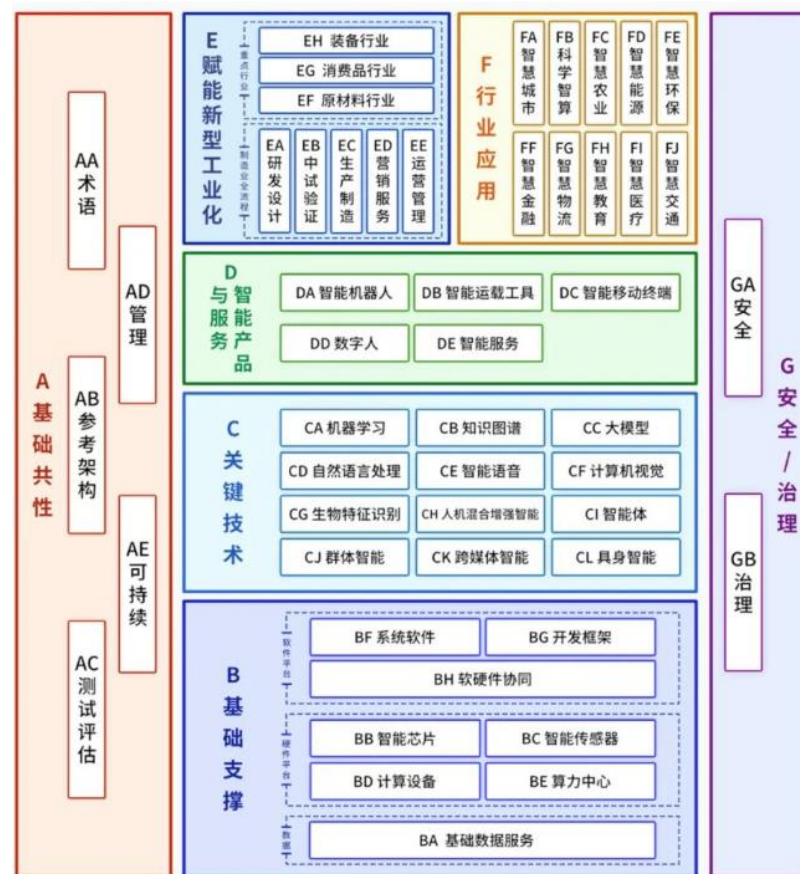 A 基础共性
AA 术语
AB 参考架构
AC 测试评估
AD 管理
AE 可持续
E 赋能新型工业化
重点行业
EH 装备行业
EG 消费品行业
EF 原材料行业
制造业全流程
EA 研发设计
EB 中试验证
EC 生产制造
ED 营销服务
EE 运营管理
F 行业应用
FA 智慧城市
FB 科学智算
FC 智慧农业
FD 智慧能源
FE 智慧环保
FF 智慧金融
FG 智慧物流
FH 智慧教育
FI 智慧医疗
FJ 智慧交通
D 智能产品与服务
DA 智能机器人
DB 智能运载工具
DC 智能移动终端
DD 数字人
DE 智能服务
C 关键技术
CA 机器学习
CB 知识图谱
CC 大模型
CD 自然语言处理
CE 智能语音
CF 计算机视觉
CG 生物特征识别
CH 人机混合增强智能
CI 智能体
CJ 群体智能
CK 跨媒体智能
CL 具身智能
B 基础支撑
软件平台
BF 系统软件
BG 开发框架
BH 软硬件协同
硬件平台
BB 智能芯片
BC 智能传感器
BD 计算设备
BE 算力中心
数据
BA 基础数据服务
G 安全/治理
GA 安全
GB 治理